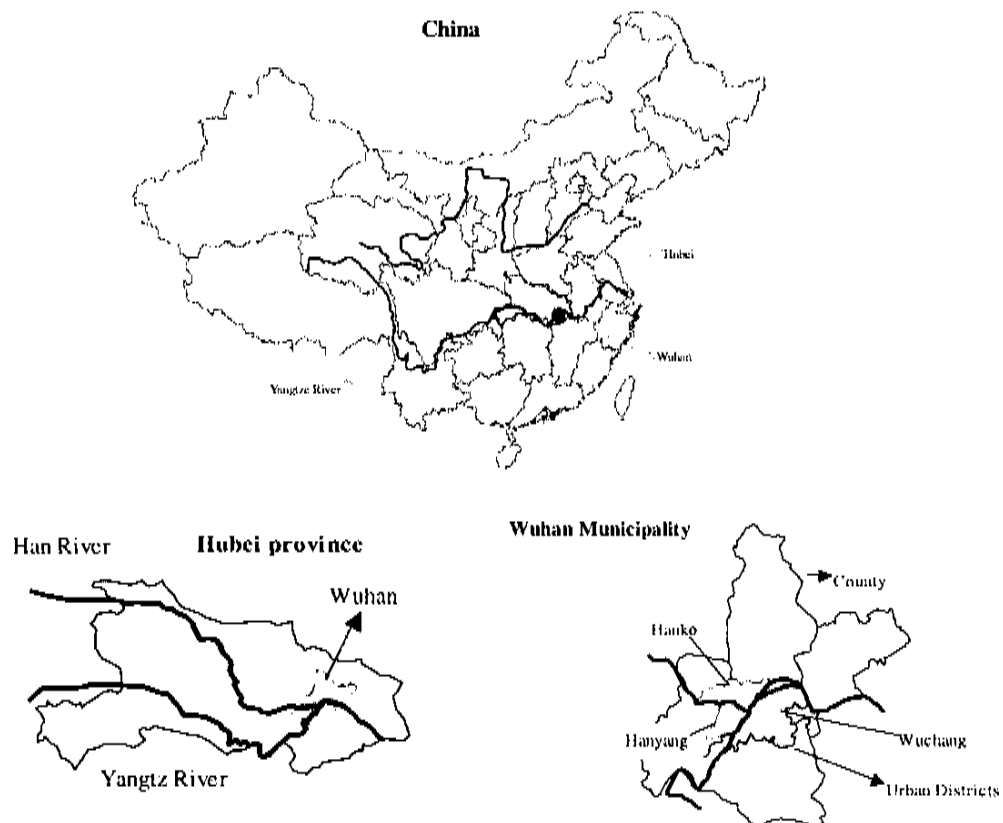 China
Hubei
Wuhan
Yangtze River
Han River
Hubei province
Wuhan
Yangtz River
Wuhan Municipality
County
Hanko
Hanyang
Wuchang
Urban Districts